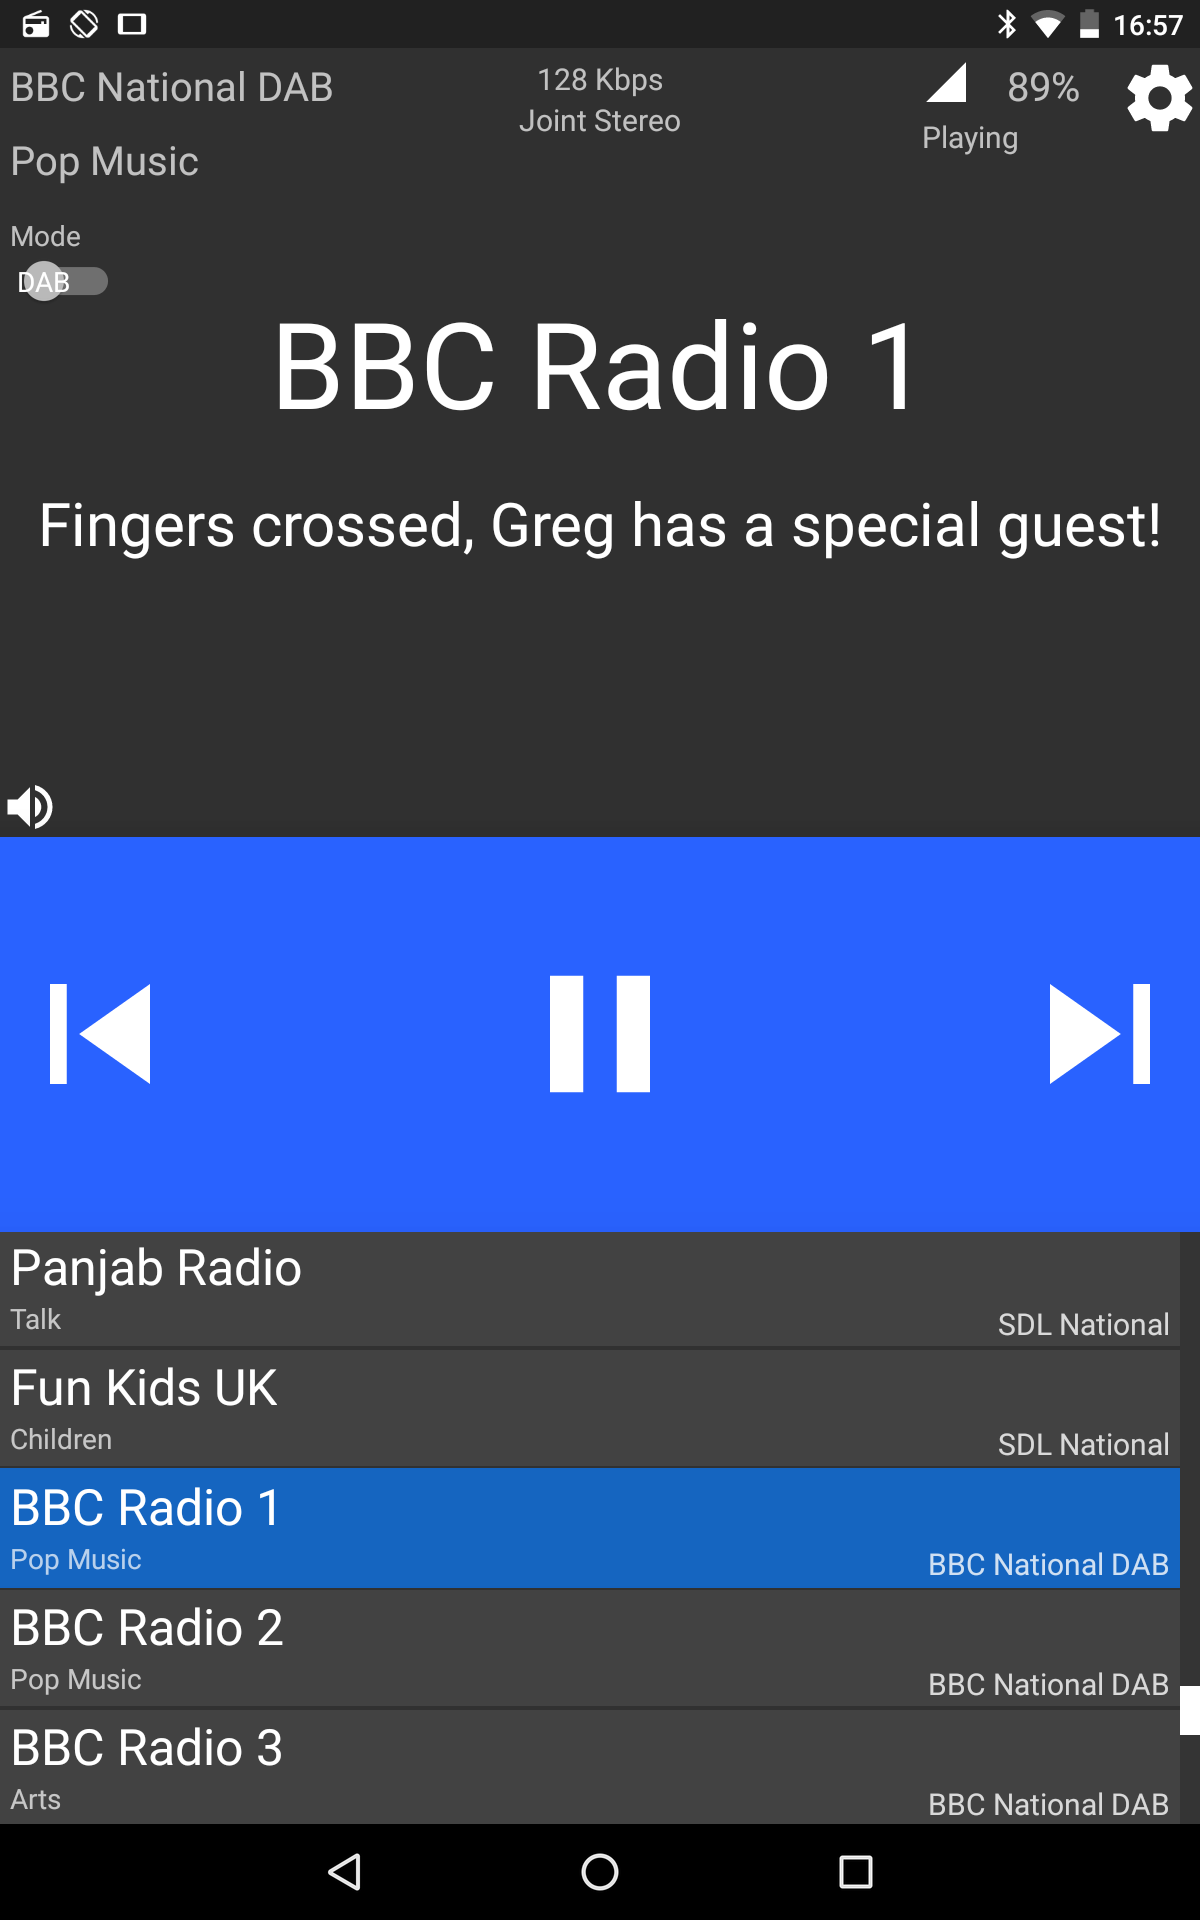 16:57
BBC National DAB
128 Kbps
89%
Joint Stereo
Playing
Pop Music
Mode
DAB
BBC Radio 1
Fingers crossed, Greg has a special guest!
Panjab Radio
Talk
SDL National
Fun Kids UK
Children
SDL National
BBC Radio 1
Pop Music
BBC National DAB
BBC Radio 2
Pop Music
BBC National DAB
BBC Radio 3
Arts
BBC National DAB